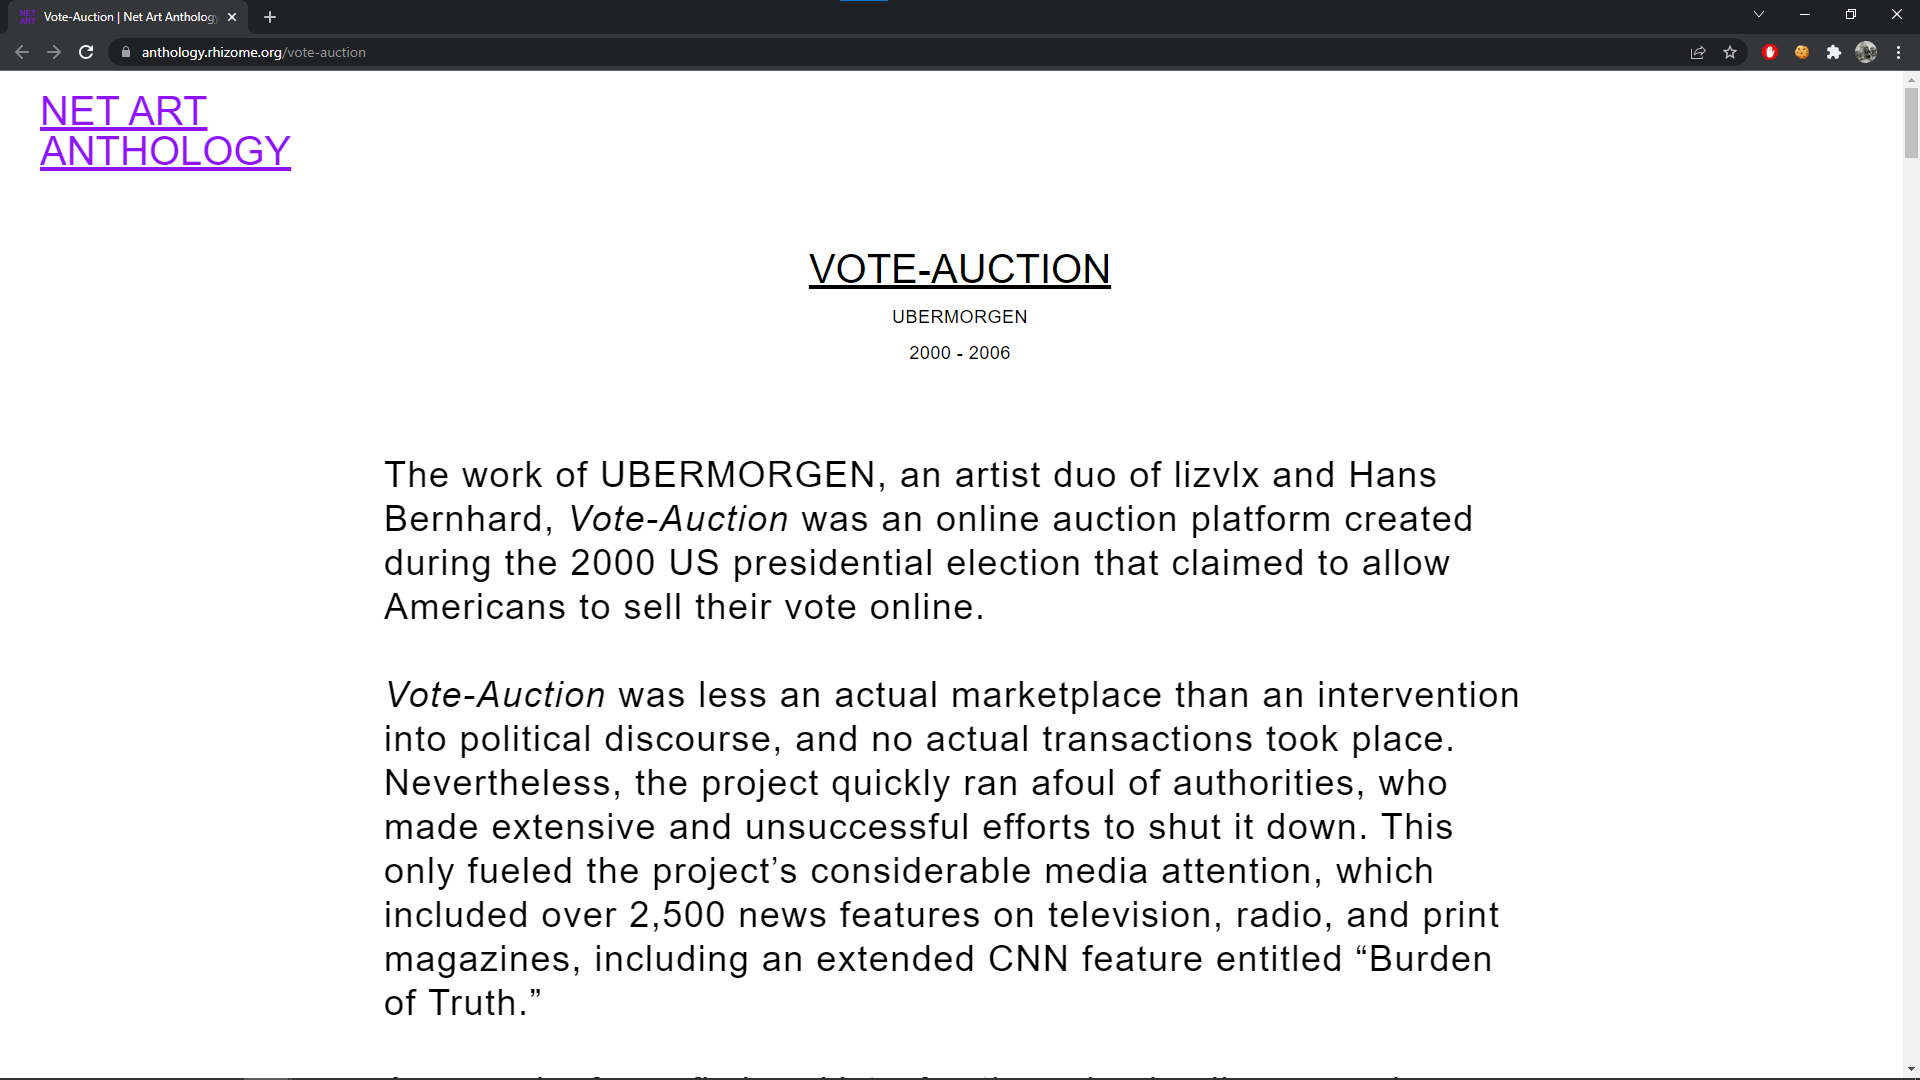 Vote-Auction | Net Art Anthology
anthology.rhizome.org/vote-auction
NET ART
ANTHOLOGY
VOTE-AUCTION
UBERMORGEN
2000 - 2006
The work of UBERMORGEN, an artist duo of lizvlx and Hans
Bernhard, Vote-Auction was an online auction platform created
during the 2000 US presidential election that claimed to allow
Americans to sell their vote online.
Vote-Auction was less an actual marketplace than an intervention
into political discourse, and no actual transactions took place.
Nevertheless, the project quickly ran afoul of authorities, who
made extensive and unsuccessful efforts to shut it down. This
only fueled the project’s considerable media attention, which
included over 2,500 news features on television, radio, and print
magazines, including an extended CNN feature entitled “Burden
of Truth.”